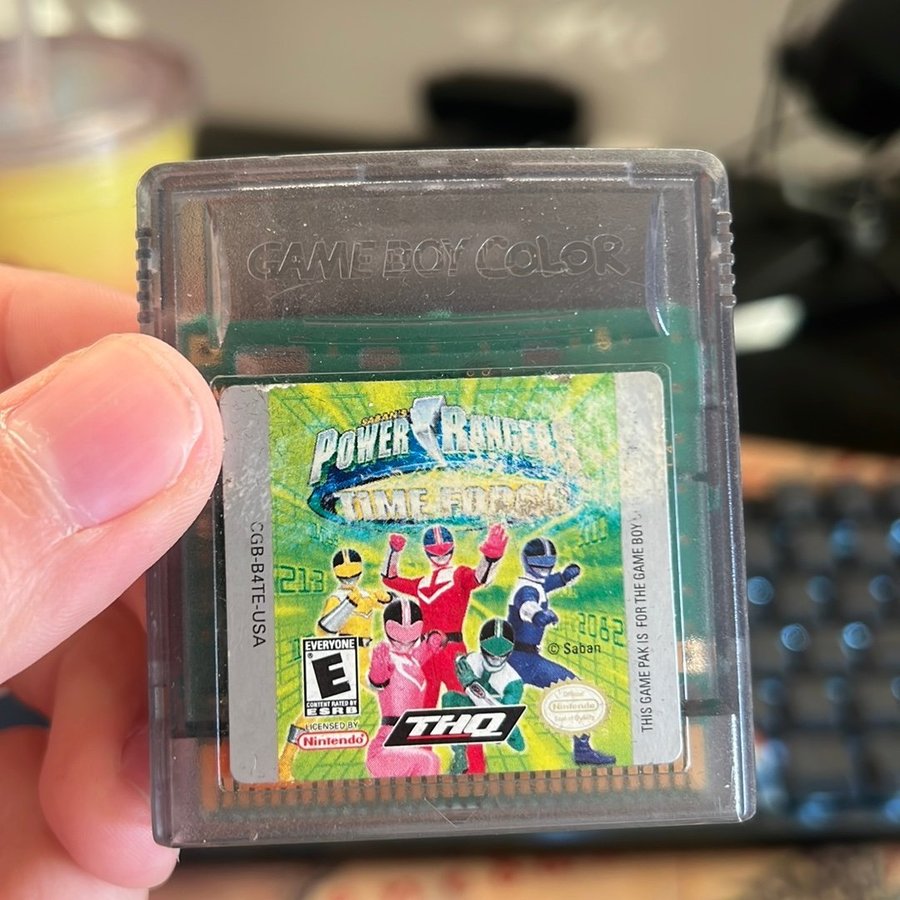 GAME BOY COLOR
SABAN'S
POWER RANGERS
TIME FORCE
CGB-B4TE-USA
213
2062
© Saban
EVERYONE
E
CONTENT RATED BY
ESRB
LICENSED BY
Nintendo
THQ
Official
Nintendo
Seal of Quality
THIS GAME PAK IS FOR THE GAME BOY